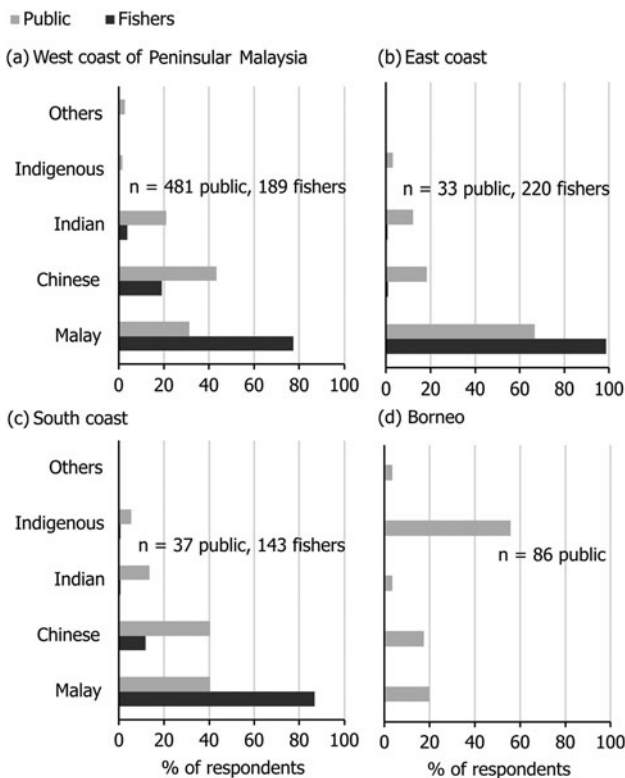 Public Fishers
(a) West coast of Peninsular Malaysia
Others
Indigenous
n = 481 public, 189 fishers
Indian
Chinese
Malay
0 20 40 60 80 100
(b) East coast
n = 33 public, 220 fishers
0 20 40 60 80 100
(c) South coast
Others
Indigenous
n = 37 public, 143 fishers
Indian
Chinese
Malay
0 20 40 60 80 100
% of respondents
(d) Borneo
n = 86 public
0 20 40 60 80 100
% of respondents